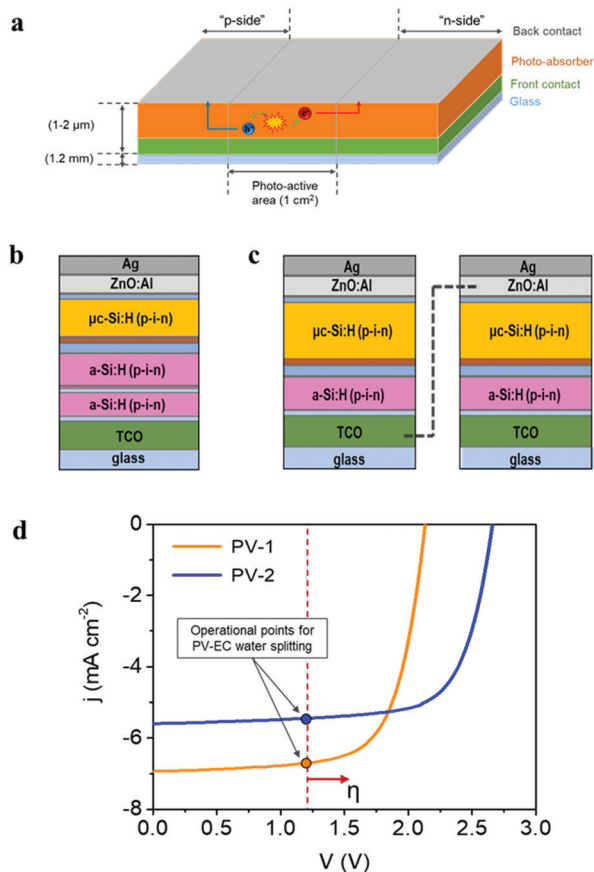 a
"p-side"
"n-side"
Back contact
Photo-absorber
Front contact
Glass
(1-2 μm)
(1.2 mm)
h⁺
e⁻
Photo-active
area (1 cm²)
b
Ag
ZnO:Al
μc-Si:H (p-i-n)
a-Si:H (p-i-n)
a-Si:H (p-i-n)
TCO
glass
c
Ag
ZnO:Al
μc-Si:H (p-i-n)
a-Si:H (p-i-n)
TCO
glass
Ag
ZnO:Al
μc-Si:H (p-i-n)
a-Si:H (p-i-n)
TCO
glass
d
PV-1
PV-2
Operational points for
PV-EC water splitting
η
j (mA cm⁻²)
0
-2
-4
-6
-8
0.0 0.5 1.0 1.5 2.0 2.5 3.0
V (V)